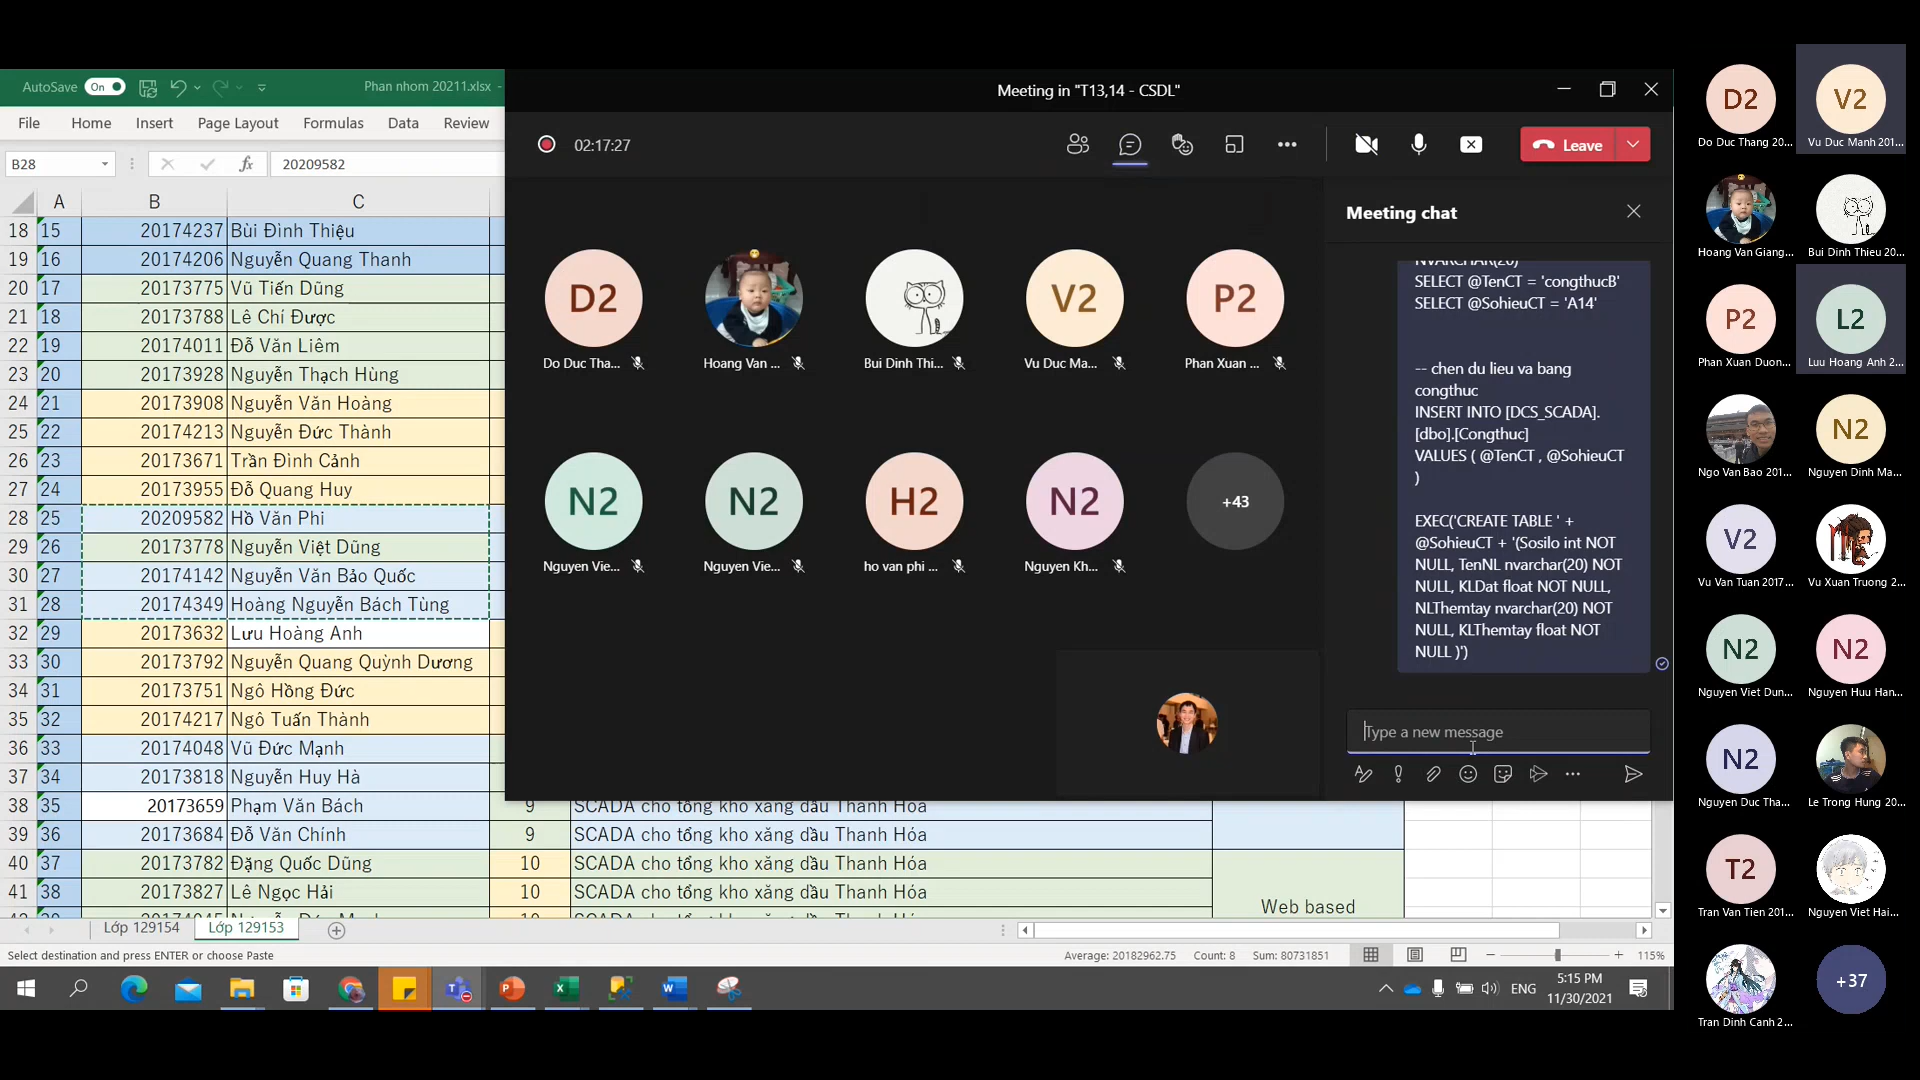 AutoSave On
Phan nhom 20211.xlsx -
File Home Insert Page Layout Formulas Data Review
B28
fx
20209582
A B C
18 15 20174237 Bùi Đình Thiệu
19 16 20174206 Nguyễn Quang Thanh
20 17 20173775 Vũ Tiến Dũng
21 18 20173788 Lê Chí Được
22 19 20174011 Đỗ Văn Liêm
23 20 20173928 Nguyễn Thạch Hùng
24 21 20173908 Nguyễn Văn Hoàng
25 22 20174213 Nguyễn Đức Thành
26 23 20173671 Trần Đình Cảnh
27 24 20173955 Đỗ Quang Huy
28 25 20209582 Hồ Văn Phi
29 26 20173778 Nguyễn Việt Dũng
30 27 20174142 Nguyễn Văn Bảo Quốc
31 28 20174349 Hoàng Nguyễn Bách Tùng
32 29 20173632 Lưu Hoàng Anh
33 30 20173792 Nguyễn Quang Quỳnh Dương
34 31 20173751 Ngô Hồng Đức
35 32 20174217 Ngô Tuấn Thành
36 33 20174048 Vũ Đức Mạnh
37 34 20173818 Nguyễn Huy Hà
38 35 20173659 Phạm Văn Bách 9 SCADA cho tổng kho xăng dầu Thanh Hóa
39 36 20173684 Đỗ Văn Chính 9 SCADA cho tổng kho xăng dầu Thanh Hóa
40 37 20173782 Đặng Quốc Dũng 10 SCADA cho tổng kho xăng dầu Thanh Hóa
41 38 20173827 Lê Ngọc Hải 10 SCADA cho tổng kho xăng dầu Thanh Hóa
Web based
Lớp 129154 Lớp 129153
Select destination and press ENTER or choose Paste
Average: 20182962.75 Count: 8 Sum: 80731851
115%
ENG
5:15 PM
11/30/2021
Meeting in "T13,14 - CSDL"
02:17:27
Leave
D2
Do Duc Tha...
Hoang Van ...
Bui Dinh Thi...
V2
Vu Duc Ma...
P2
Phan Xuan ...
N2
Nguyen Vie...
N2
Nguyen Vie...
H2
ho van phi ...
N2
Nguyen Kh...
+43
Meeting chat
NVARCHAR(20)
SELECT @TenCT = 'congthucB'
SELECT @SohieuCT = 'A14'
-- chen du lieu va bang
congthuc
INSERT INTO [DCS_SCADA].
[dbo].[Congthuc]
VALUES ( @TenCT , @SohieuCT
)
EXEC('CREATE TABLE ' +
@SohieuCT + '(Sosilo int NOT
NULL, TenNL nvarchar(20) NOT
NULL, KLDat float NOT NULL,
NLThemtay nvarchar(20) NOT
NULL, KLThemtay float NOT
NULL )')
Type a new message
D2
Do Duc Thang 20...
V2
Vu Duc Manh 201...
Hoang Van Giang...
Bui Dinh Thieu 20...
P2
Phan Xuan Duon...
L2
Luu Hoang Anh 2...
Ngo Van Bao 201...
N2
Nguyen Dinh Ma...
V2
Vu Van Tuan 2017...
Vu Xuan Truong 2...
N2
Nguyen Viet Dun...
N2
Nguyen Huu Han...
N2
Nguyen Duc Tha...
Le Trong Hung 20...
T2
Tran Van Tien 201...
Nguyen Viet Hai...
Tran Dinh Canh 2...
+37